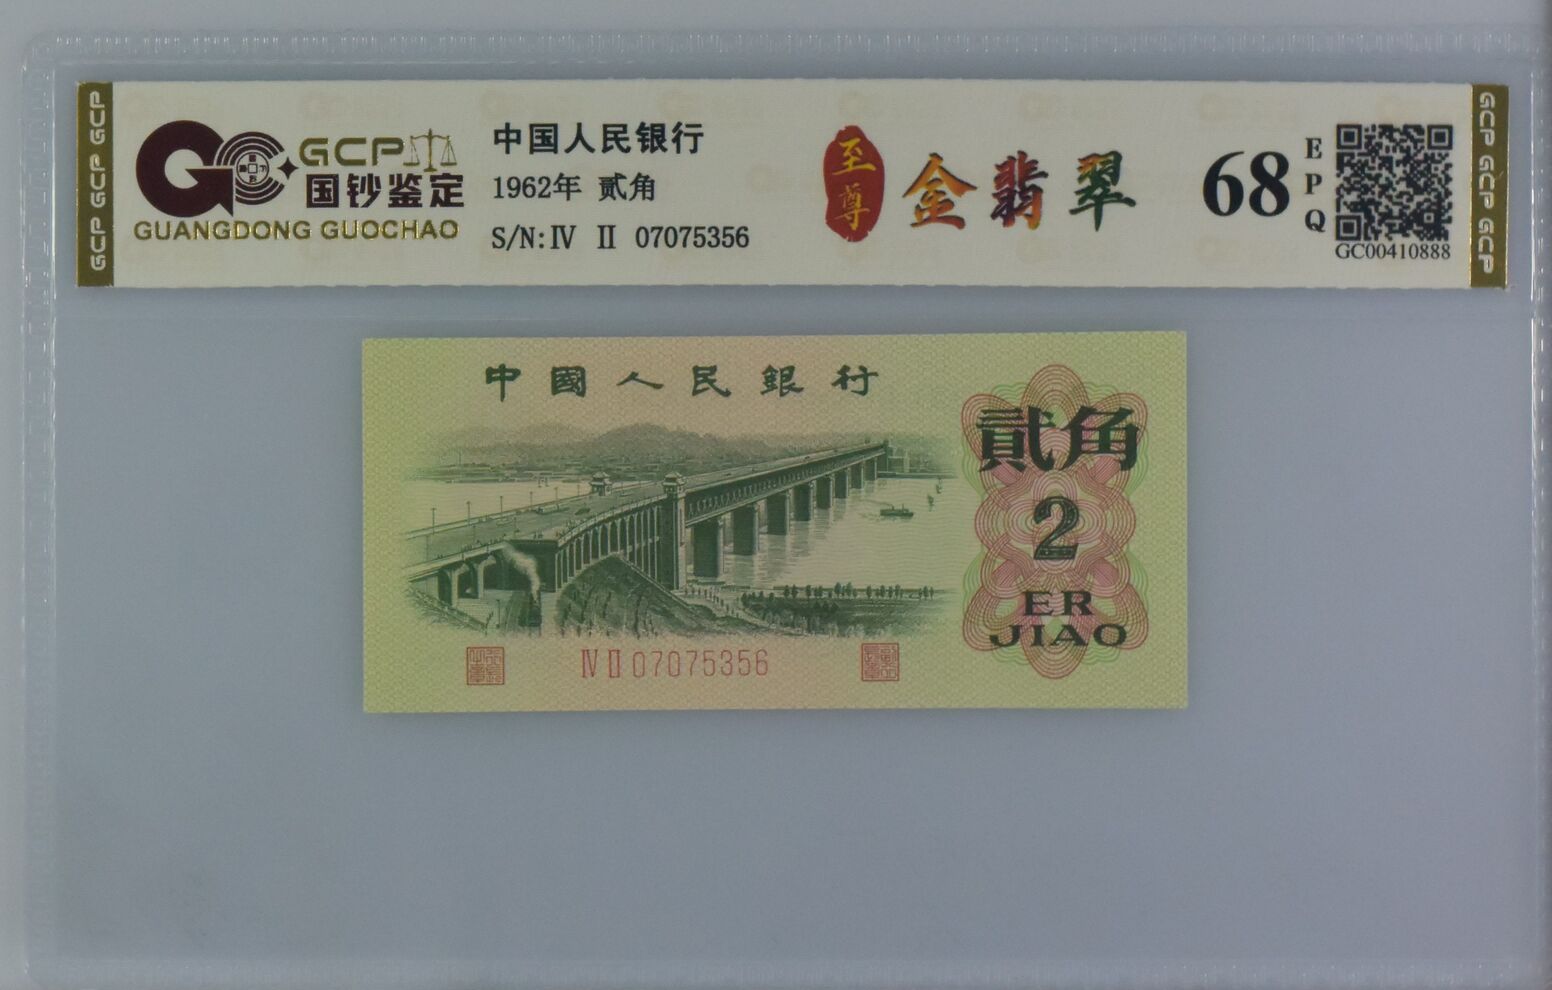 GCP GCP GCP
GCP
国钞鉴定
GUANGDONG GUOCHAO
中国人民银行
1962年 贰角
S/N:Ⅳ Ⅱ 07075356
至尊
金翡翠
68
EPQ
GC00410888
GCP GCP GCP
中國人民銀行
貳角
2
ER
JIAO
Ⅳ Ⅱ 07075356